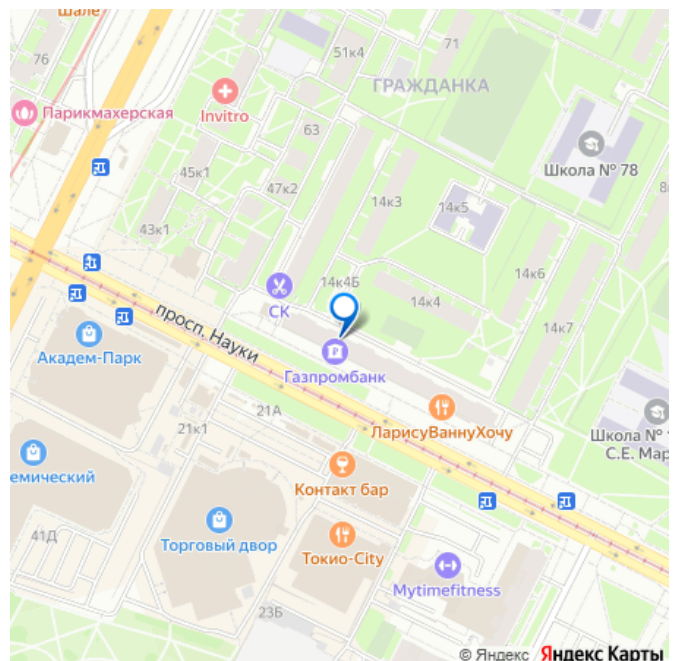 Шале
76
51к4
71
ГРАЖДАНКА
Invitro
Парикмахерская
63
Школа № 78
45к1
47к2
14к3
14к5
8
43к1
14к4Б
14к6
СК
14к4
14к7
просп. Науки
Академ-Парк
Газпромбанк
21А
ЛарисуВаннуХочу
21к1
Школа №
С.Е. Мар
емический
Контакт бар
41Д
Торговый двор
Токио-City
Mytimefitness
23Б
© Яндекс Яндекс Карты